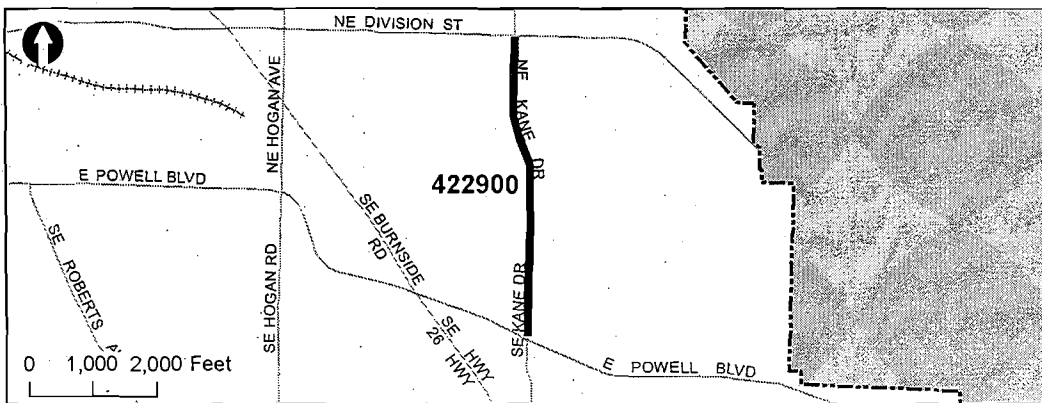 NE DIVISION ST
NE HOGAN AVE
NE KANE DR
E POWELL BLVD
422900
SE BURNSIDE
RD
SE ROBERTS A
SE HOGAN RD
SE KANE DR
SE HWY
26 HWY
E POWELL BLVD
0 1,000 2,000 Feet